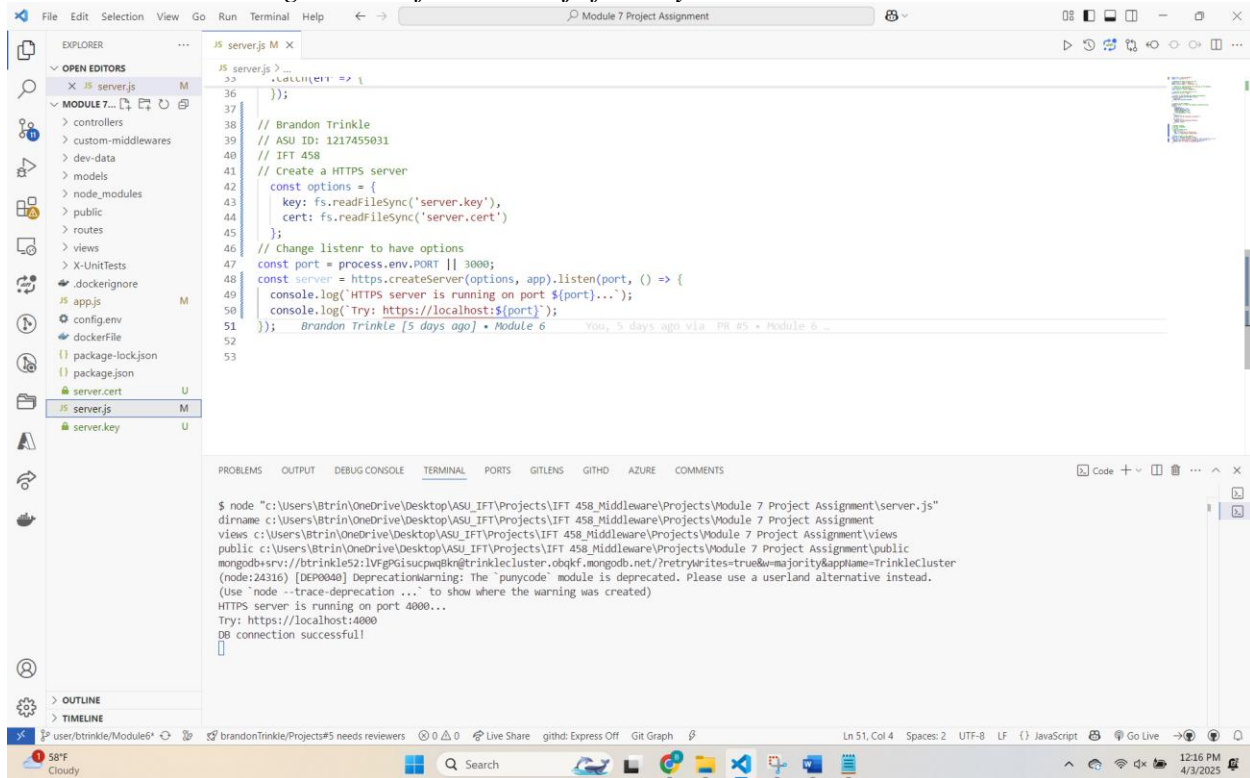 File Edit Selection View Go Run Terminal Help
Module 7 Project Assignment
EXPLORER
OPEN EDITORS
JS server.js M
MODULE 7...
controllers
custom-middlewares
dev-data
models
node_modules
public
routes
views
X-UnitTests
.dockerignore
JS app.js M
config.env
dockerFile
{} package-lock.json
{} package.json
server.cert U
JS server.js M
server.key U
OUTLINE
TIMELINE
11
JS server.js M
JS server.js > ...
36 });
37
38 // Brandon Trinkle
39 // ASU ID: 1217455031
40 // IFT 458
41 // Create a HTTPS server
42 const options = {
43 key: fs.readFileSync('server.key'),
44 cert: fs.readFileSync('server.cert')
45 };
46 // Change listenr to have options
47 const port = process.env.PORT || 3000;
48 const server = https.createServer(options, app).listen(port, () => {
49 console.log(`HTTPS server is running on port ${port}...`);
50 console.log(`Try: https://localhost:${port}`);
51 }); Brandon Trinkle [5 days ago] • Module 6 You, 5 days ago via PR #5 • Module 6 …
52
53
PROBLEMS OUTPUT DEBUG CONSOLE TERMINAL PORTS GITLENS GITHD AZURE COMMENTS
Code
$ node "c:\Users\Btrin\OneDrive\Desktop\ASU_IFT\Projects\IFT 458_Middleware\Projects\Module 7 Project Assignment\server.js"
dirname c:\Users\Btrin\OneDrive\Desktop\ASU_IFT\Projects\IFT 458_Middleware\Projects\Module 7 Project Assignment
views c:\Users\Btrin\OneDrive\Desktop\ASU_IFT\Projects\IFT 458_Middleware\Projects\Module 7 Project Assignment\views
public c:\Users\Btrin\OneDrive\Desktop\ASU_IFT\Projects\IFT 458_Middleware\Projects\Module 7 Project Assignment\public
mongodb+srv://btrinkle52:lVFgPGisucpwqBkn@trinklecluster.obqkf.mongodb.net/?retryWrites=true&w=majority&appName=TrinkleCluster
(node:24316) [DEP0040] DeprecationWarning: The `punycode` module is deprecated. Please use a userland alternative instead.
(Use `node --trace-deprecation ...` to show where the warning was created)
HTTPS server is running on port 4000...
Try: https://localhost:4000
DB connection successful!
user/btrinkle/Module6* brandonTrinkle/Projects#5 needs reviewers 0 0 Live Share githd: Express Off Git Graph Ln 51, Col 4 Spaces: 2 UTF-8 LF {} JavaScript Go Live
1
58°F
Cloudy
Search
12:16 PM
4/3/2025